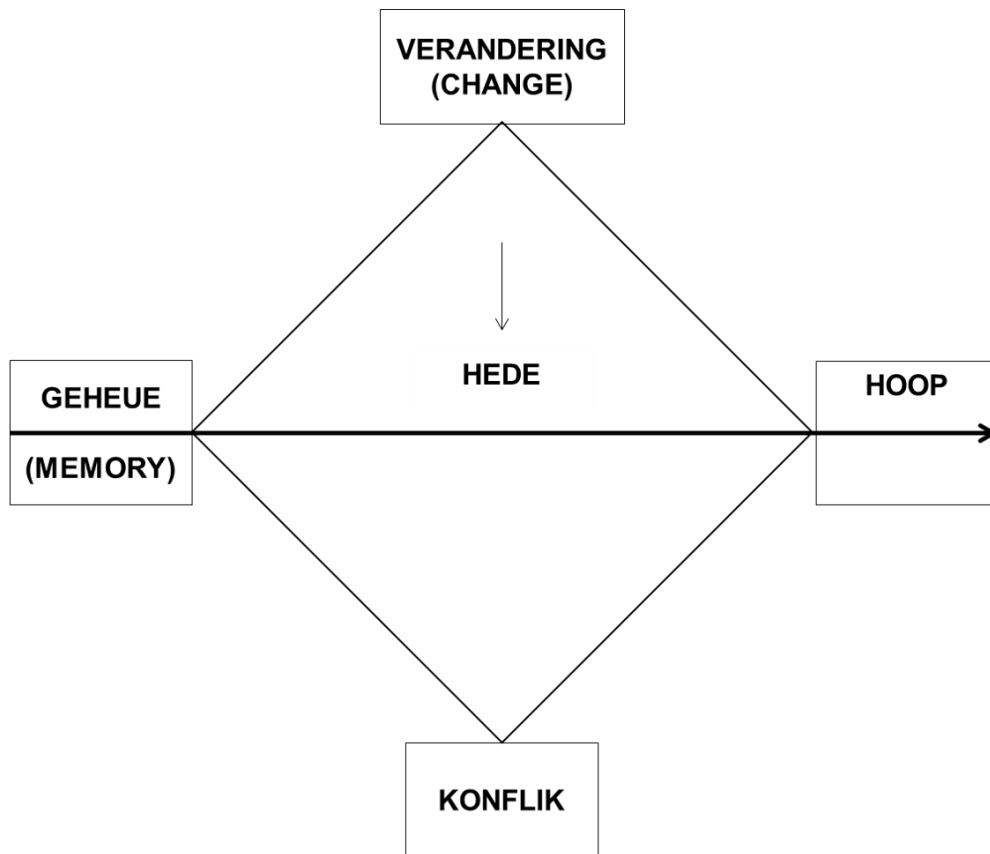 VERANDERING
(CHANGE)
HEDE
GEHEUE
(MEMORY)
HOOP
KONFLIK